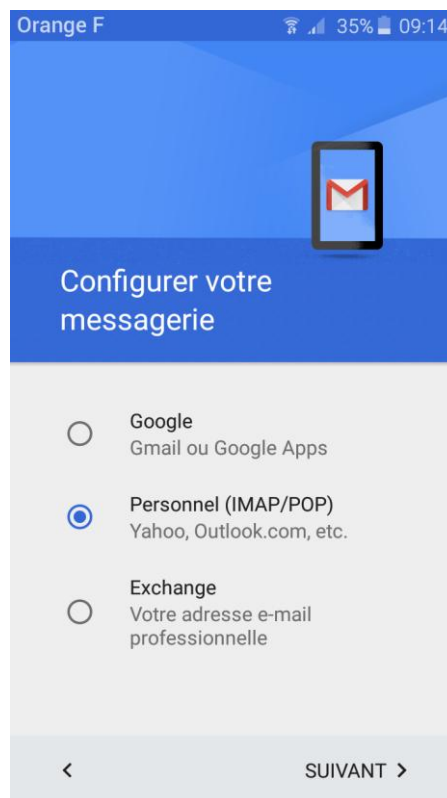 Orange F 35% 09:14
Configurer votre
messagerie
Google
Gmail ou Google Apps
Personnel (IMAP/POP)
Yahoo, Outlook.com, etc.
Exchange
Votre adresse e-mail
professionnelle
SUIVANT